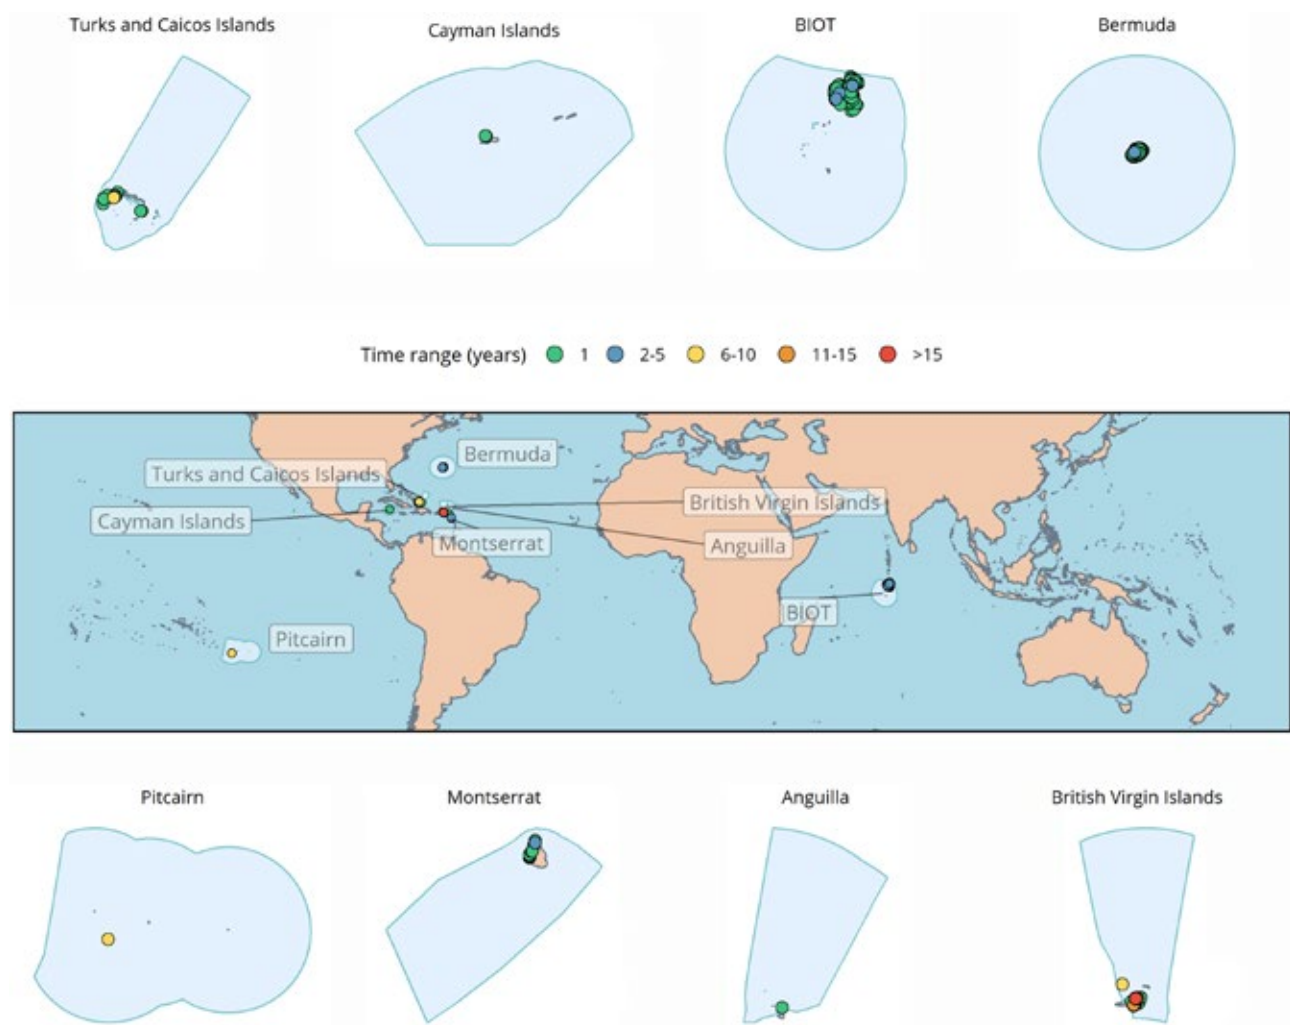 Turks and Caicos Islands
Cayman Islands
BIOT
Bermuda
Time range (years) 1 2-5 6-10 11-15 >15
Bermuda
Turks and Caicos Islands
British Virgin Islands
Cayman Islands
Montserrat
Anguilla
BIOT
Pitcairn
Pitcairn
Montserrat
Anguilla
British Virgin Islands